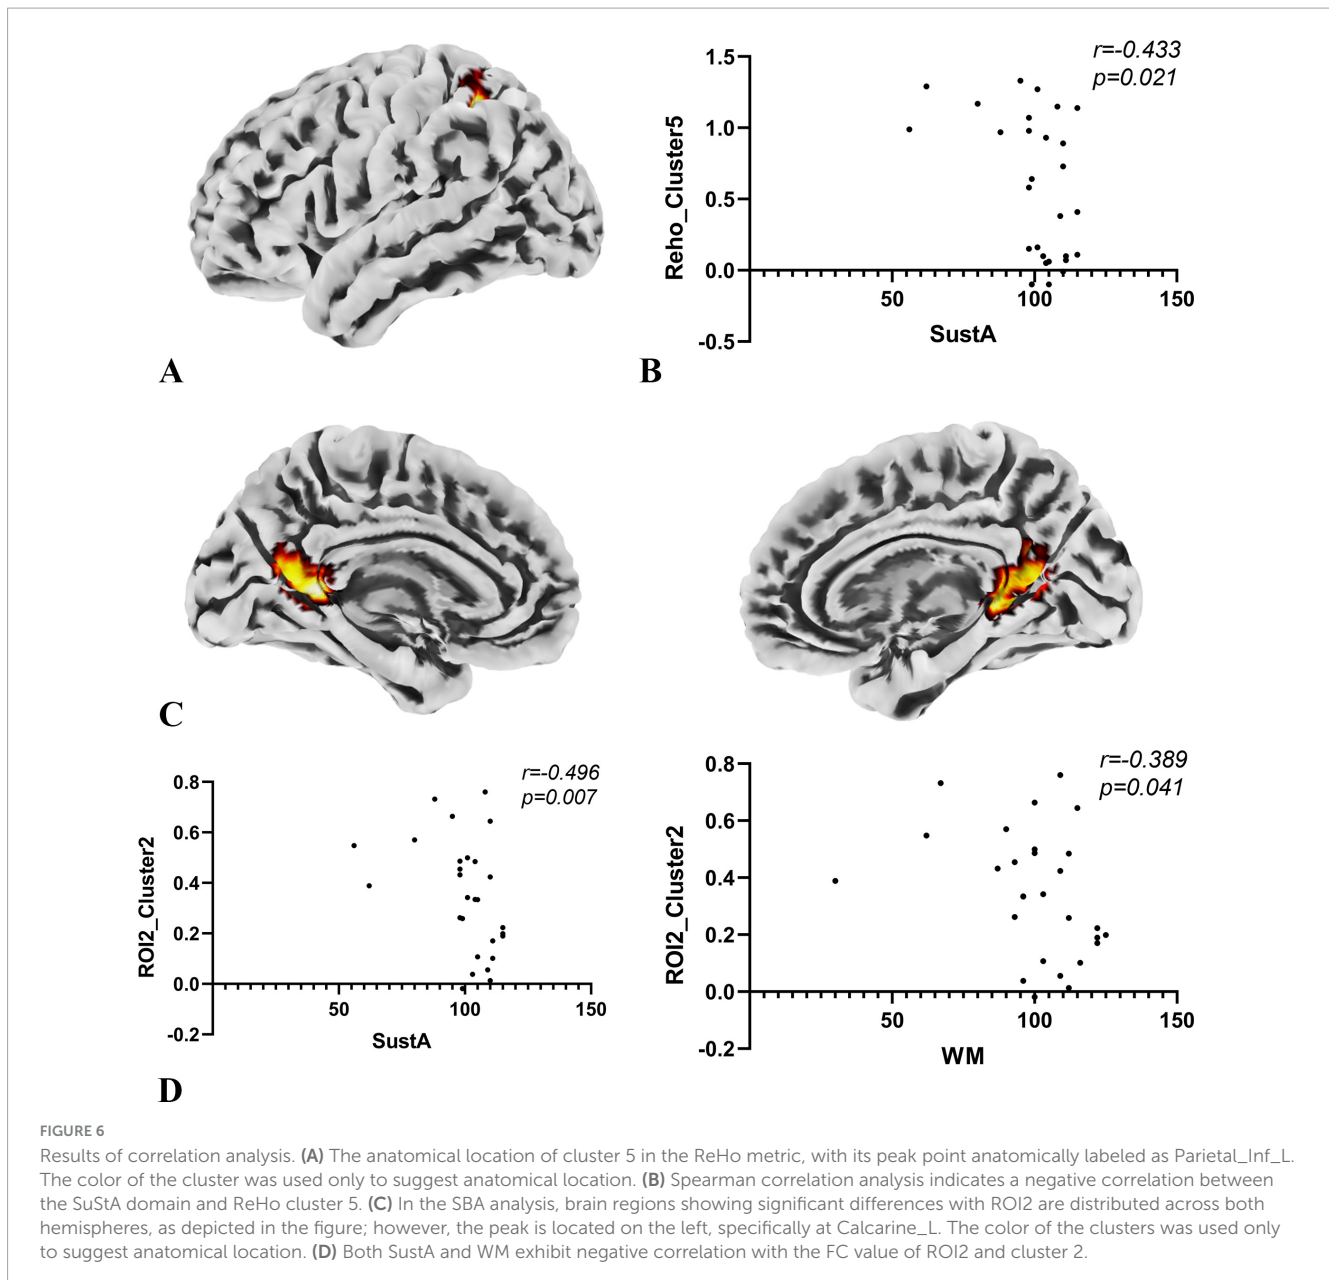 A
r=-0.433
p=0.021
1.5
1.0
0.5
0.0
-0.5
Reho_Cluster5
50
100
150
SustA
B
C
r=-0.496
p=0.007
0.8
0.6
0.4
0.2
0.0
-0.2
ROI2_Cluster2
50
100
150
SustA
r=-0.389
p=0.041
0.8
0.6
0.4
0.2
0.0
-0.2
ROI2_Cluster2
50
100
150
WM
D
FIGURE 6
Results of correlation analysis. (A) The anatomical location of cluster 5 in the ReHo metric, with its peak point anatomically labeled as Parietal_Inf_L.
The color of the cluster was used only to suggest anatomical location. (B) Spearman correlation analysis indicates a negative correlation between
the SuStA domain and ReHo cluster 5. (C) In the SBA analysis, brain regions showing significant differences with ROI2 are distributed across both
hemispheres, as depicted in the figure; however, the peak is located on the left, specifically at Calcarine_L. The color of the clusters was used only
to suggest anatomical location. (D) Both SustA and WM exhibit negative correlation with the FC value of ROI2 and cluster 2.